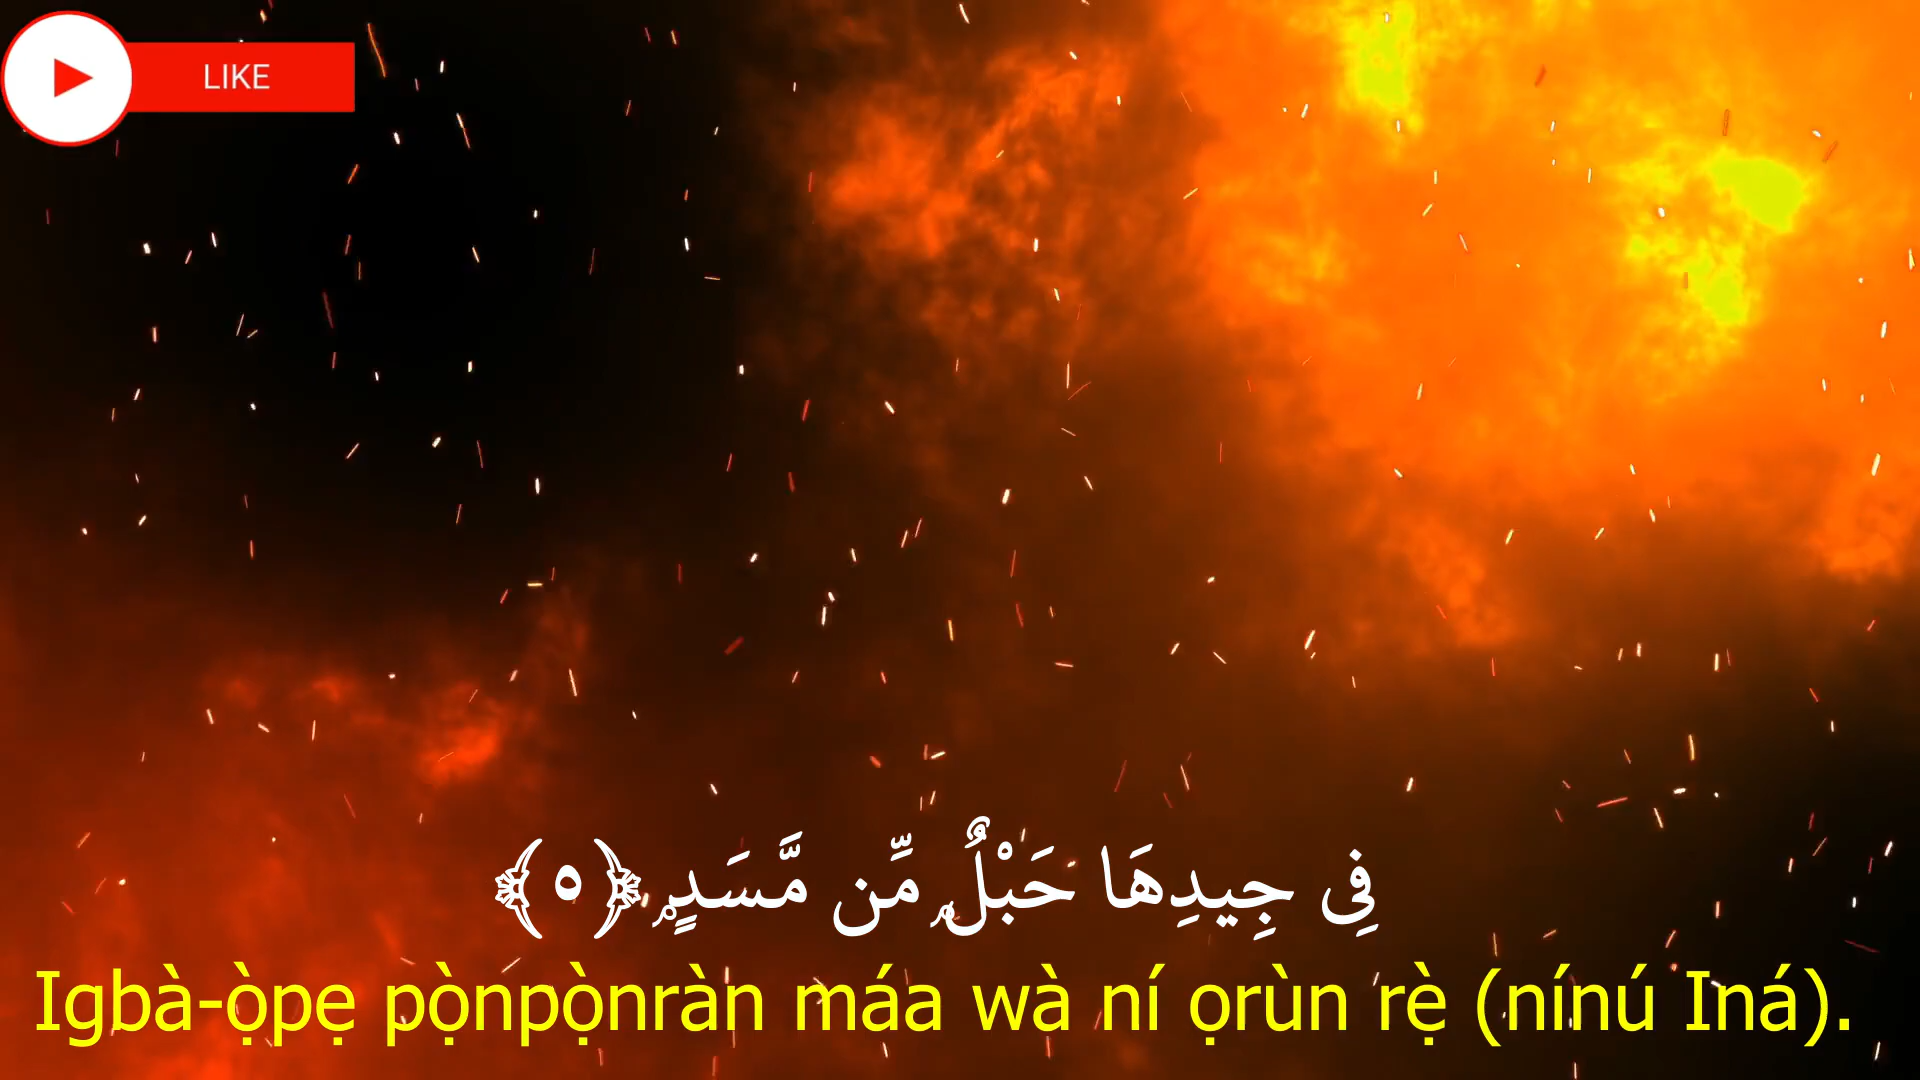 LIKE
فِى جِيدِهَا حَبْلٌۭ مِّن مَّسَدٍۭ ﴿٥﴾
Igbà-ọ̀pẹ pọ̀npọ̀nràn máa wà ní ọrùn rẹ̀ (nínú Iná).